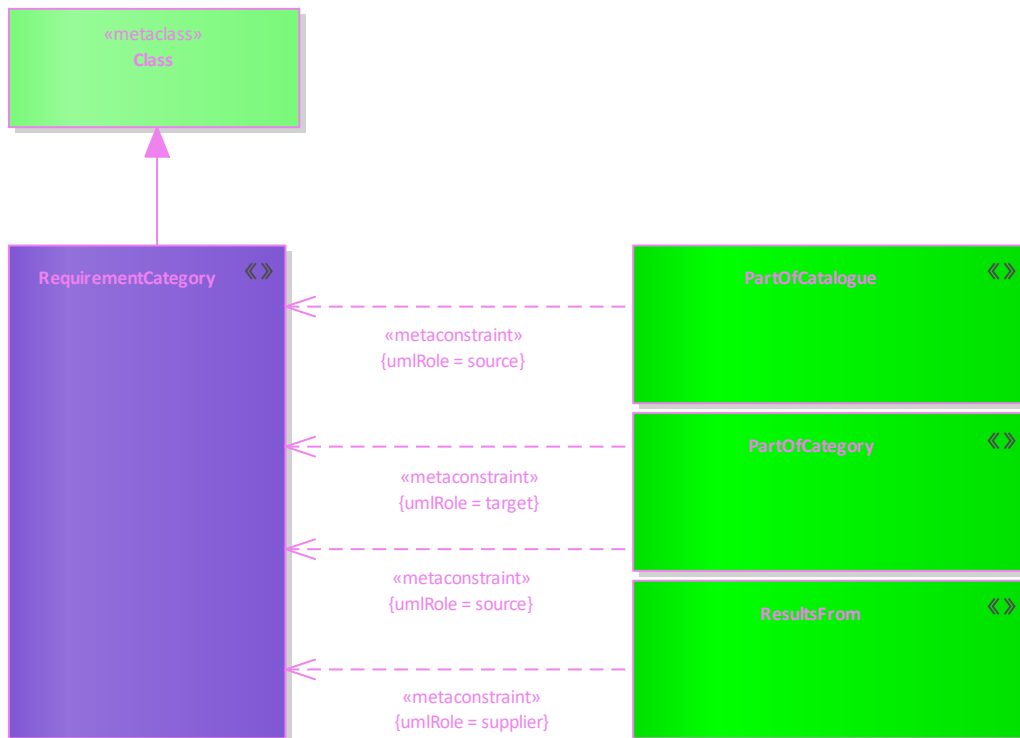 «metaclass»
Class
RequirementCategory
PartOfCatalogue
«metaconstraint»
{umlRole = source}
PartOfCategory
«metaconstraint»
{umlRole = target}
«metaconstraint»
{umlRole = source}
ResultsFrom
«metaconstraint»
{umlRole = supplier}